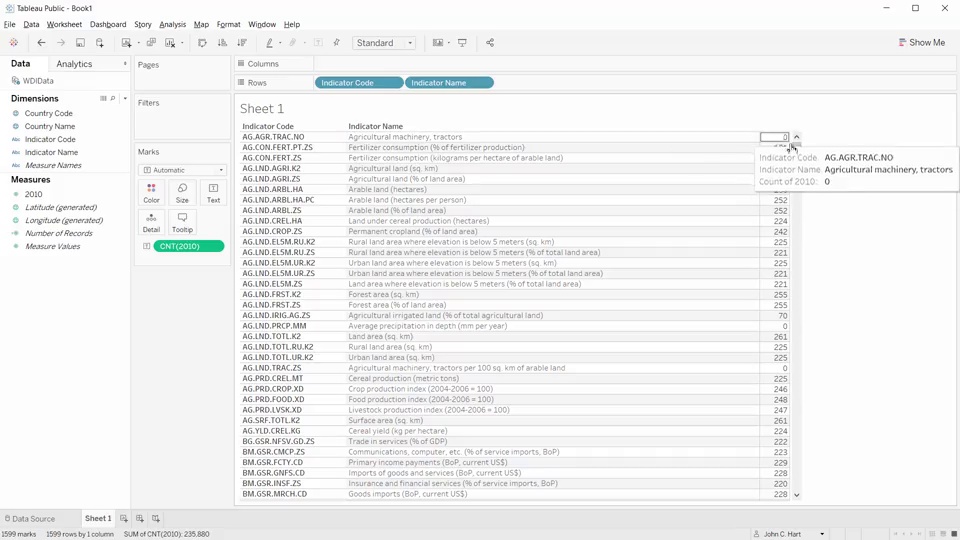 Tableau Public - Book1
File Data Worksheet Dashboard Story Analysis Map Format Window Help
Standard
Show Me
Data Analytics
WDIData
Dimensions
Country Code
Country Name
Abc Indicator Code
Abc Indicator Name
Abc Measure Names
Measures
# 2010
Latitude (generated)
Longitude (generated)
# Number of Records
# Measure Values
Pages
Filters
Marks
Automatic
Color Size Text
Detail Tooltip
CNT(2010)
Columns
Rows Indicator Code Indicator Name
Sheet 1
Indicator Code Indicator Name
AG.AGR.TRAC.NO Agricultural machinery, tractors 0
AG.CON.FERT.PT.ZS Fertilizer consumption (% of fertilizer production)
AG.CON.FERT.ZS Fertilizer consumption (kilograms per hectare of arable land)
AG.LND.AGRI.K2 Agricultural land (sq. km)
AG.LND.AGRI.ZS Agricultural land (% of land area)
AG.LND.ARBL.HA Arable land (hectares)
AG.LND.ARBL.HA.PC Arable land (hectares per person) 252
AG.LND.ARBL.ZS Arable land (% of land area) 252
AG.LND.CREL.HA Land under cereal production (hectares) 224
AG.LND.CROP.ZS Permanent cropland (% of land area) 242
AG.LND.EL5M.RU.K2 Rural land area where elevation is below 5 meters (sq. km) 225
AG.LND.EL5M.RU.ZS Rural land area where elevation is below 5 meters (% of total land area) 221
AG.LND.EL5M.UR.K2 Urban land area where elevation is below 5 meters (sq. km) 225
AG.LND.EL5M.UR.ZS Urban land area where elevation is below 5 meters (% of total land area) 221
AG.LND.EL5M.ZS Land area where elevation is below 5 meters (% of total land area) 221
AG.LND.FRST.K2 Forest area (sq. km) 255
AG.LND.FRST.ZS Forest area (% of land area) 255
AG.LND.IRIG.AG.ZS Agricultural irrigated land (% of total agricultural land) 70
AG.LND.PRCP.MM Average precipitation in depth (mm per year) 0
AG.LND.TOTL.K2 Land area (sq. km) 261
AG.LND.TOTL.RU.K2 Rural land area (sq. km) 225
AG.LND.TOTL.UR.K2 Urban land area (sq. km) 225
AG.LND.TRAC.ZS Agricultural machinery, tractors per 100 sq. km of arable land 0
AG.PRD.CREL.MT Cereal production (metric tons) 225
AG.PRD.CROP.XD Crop production index (2004-2006 = 100) 246
AG.PRD.FOOD.XD Food production index (2004-2006 = 100) 248
AG.PRD.LVSK.XD Livestock production index (2004-2006 = 100) 247
AG.SRF.TOTL.K2 Surface area (sq. km) 261
AG.YLD.CREL.KG Cereal yield (kg per hectare) 224
BG.GSR.NFSV.GD.ZS Trade in services (% of GDP) 222
BM.GSR.CMCP.ZS Communications, computer, etc. (% of service imports, BoP) 223
BM.GSR.FCTY.CD Primary income payments (BoP, current US$) 229
BM.GSR.GNFS.CD Imports of goods and services (BoP, current US$) 228
BM.GSR.INSF.ZS Insurance and financial services (% of service imports, BoP) 220
BM.GSR.MRCH.CD Goods imports (BoP, current US$) 228
Indicator Code: AG.AGR.TRAC.NO
Indicator Name: Agricultural machinery, tractors
Count of 2010: 0
Data Source Sheet 1
1599 marks 1599 rows by 1 column SUM of CNT(2010): 235,880 John C. Hart